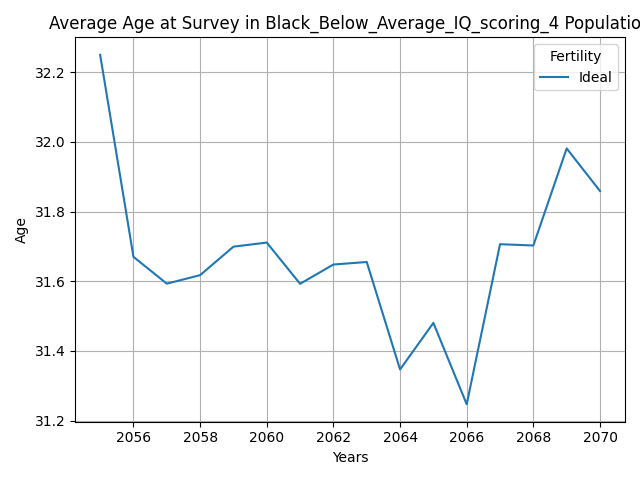 Average Age at Survey in Black_Below_Average_IQ_scoring_4 Populatio
Fertility
Ideal
32.2
32.0
31.8
31.6
31.4
31.2
Age
2056 2058 2060 2062 2064 2066 2068 2070
Years